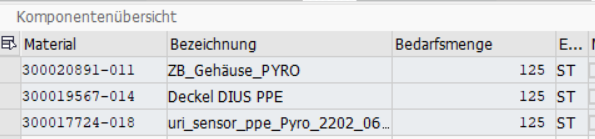 Komponentenübersicht
Material Bezeichnung Bedarfsmenge E...
300020891-011 ZB_Gehäuse_PYRO 125 ST
300019567-014 Deckel DIUS PPE 125 ST
300017724-018 uri_sensor_ppe_Pyro_2202_06... 125 ST